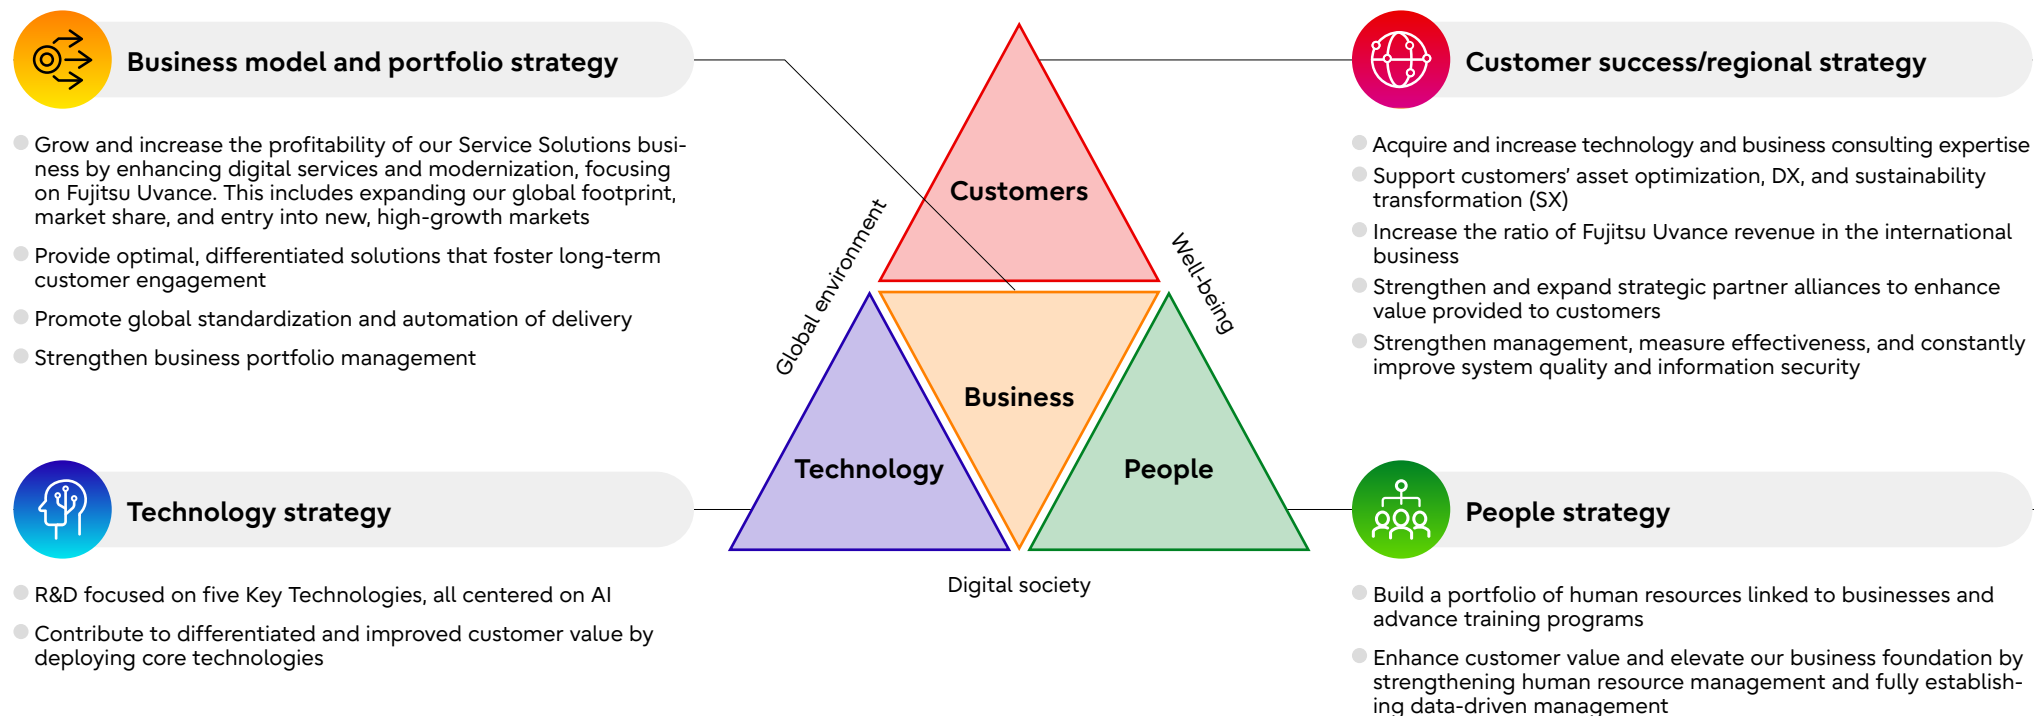 Business model and portfolio strategy
Grow and increase the profitability of our Service Solutions busi-
ness by enhancing digital services and modernization, focusing
on Fujitsu Uvance. This includes expanding our global footprint,
market share, and entry into new, high-growth markets
Provide optimal, differentiated solutions that foster long-term
customer engagement
Promote global standardization and automation of delivery
Strengthen business portfolio management
Customers
Global environment
Well-being
Business
Technology
People
Digital society
Customer success/regional strategy
Acquire and increase technology and business consulting expertise
Support customers’ asset optimization, DX, and sustainability
transformation (SX)
Increase the ratio of Fujitsu Uvance revenue in the international
business
Strengthen and expand strategic partner alliances to enhance
value provided to customers
Strengthen management, measure effectiveness, and constantly
improve system quality and information security
Technology strategy
R&D focused on five Key Technologies, all centered on AI
Contribute to differentiated and improved customer value by
deploying core technologies
People strategy
Build a portfolio of human resources linked to businesses and
advance training programs
Enhance customer value and elevate our business foundation by
strengthening human resource management and fully establish-
ing data-driven management